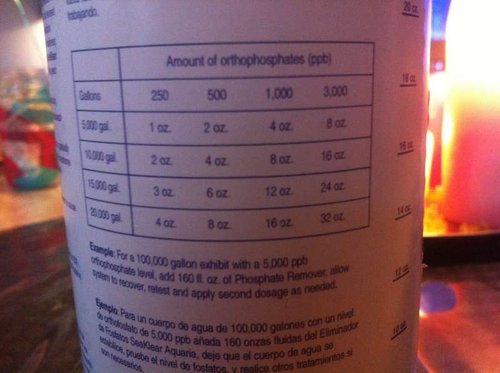 trabajando.
20 oz.
Amount of orthophosphates (ppb)
Gallons 250 500 1,000 3,000
18 oz.
5,000 gal. 1 oz. 2 oz. 4 oz. 8 oz.
10,000 gal. 2 oz. 4 oz. 8 oz. 16 oz.
16 oz.
15,000 gal. 3 oz. 6 oz. 12 oz. 24 oz.
20,000 gal. 4 oz. 8 oz. 16 oz. 32 oz.
14 oz.
Example: For a 100,000 gallon exhibit with a 5,000 ppb
orthophosphate level, add 160 fl. oz. of Phosphate Remover, allow
system to recover, retest and apply second dosage as needed.
12 oz.
Ejemplo: Para un cuerpo de agua de 100,000 galones con un nivel
de ortofosfato de 5,000 ppb añada 160 onzas fluidas del Eliminador
de Fosfatos SeaKlear Aquaria, deje que el cuerpo de agua se
10 oz.
estabilice, pruebe el nivel de fosfatos, y realice otros tratamientos si
son necesarios.